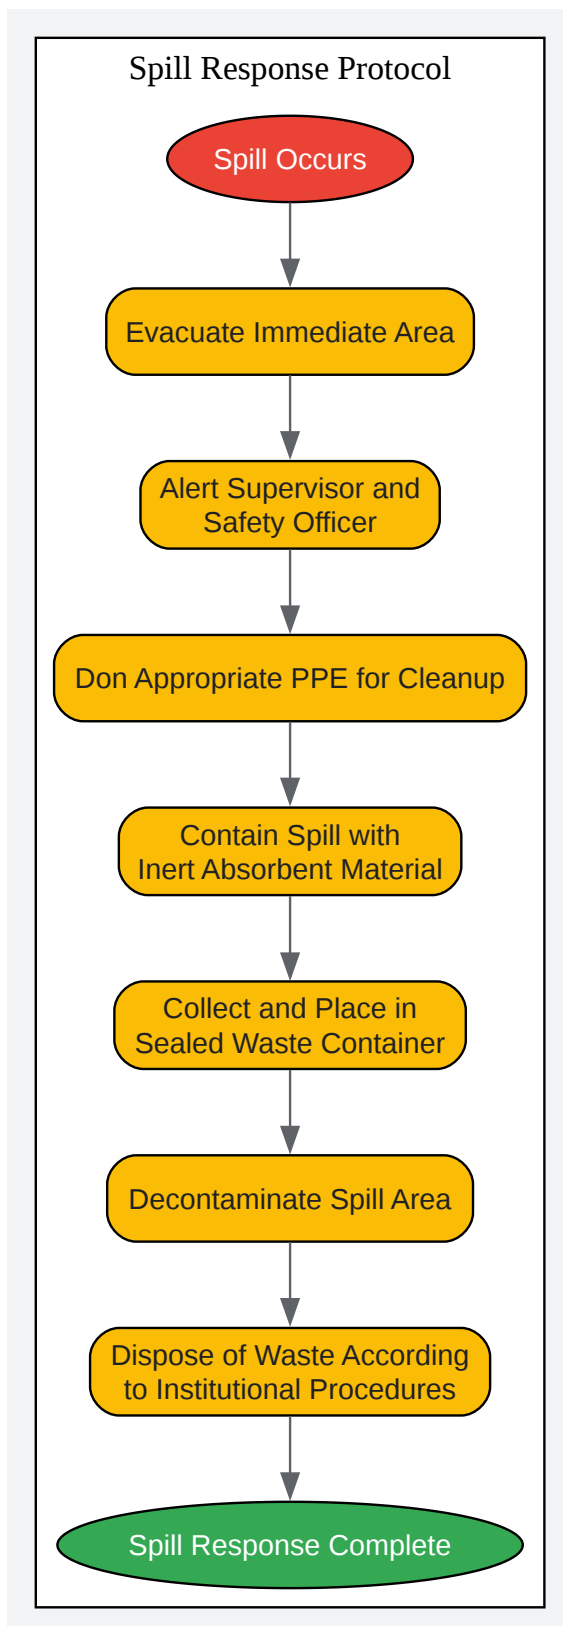 Spill Response Protocol
Spill Occurs
Evacuate Immediate Area
Alert Supervisor and
Safety Officer
Don Appropriate PPE for Cleanup
Contain Spill with
Inert Absorbent Material
Collect and Place in
Sealed Waste Container
Decontaminate Spill Area
Dispose of Waste According
to Institutional Procedures
Spill Response Complete